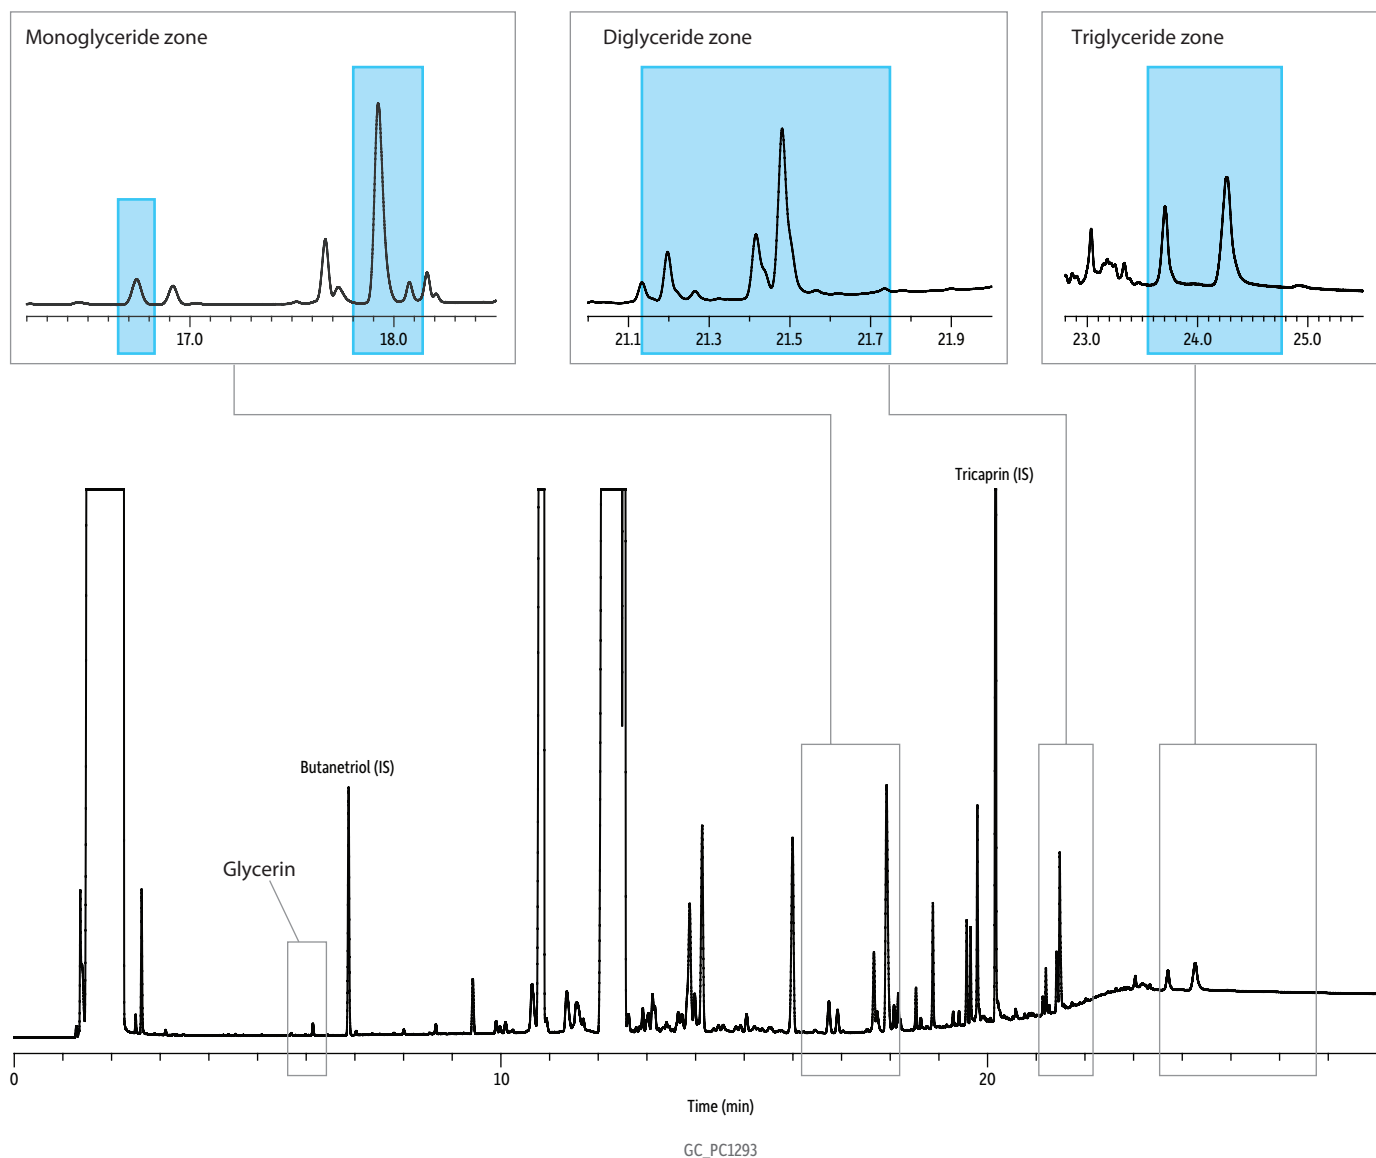 Monoglyceride zone
Diglyceride zone
Triglyceride zone
17.0 18.0
21.1 21.3 21.5 21.7 21.9
23.0 24.0 25.0
Tricaprin (IS)
Butanetriol (IS)
Glycerin
0 10 20
Time (min)
GC_PC1293